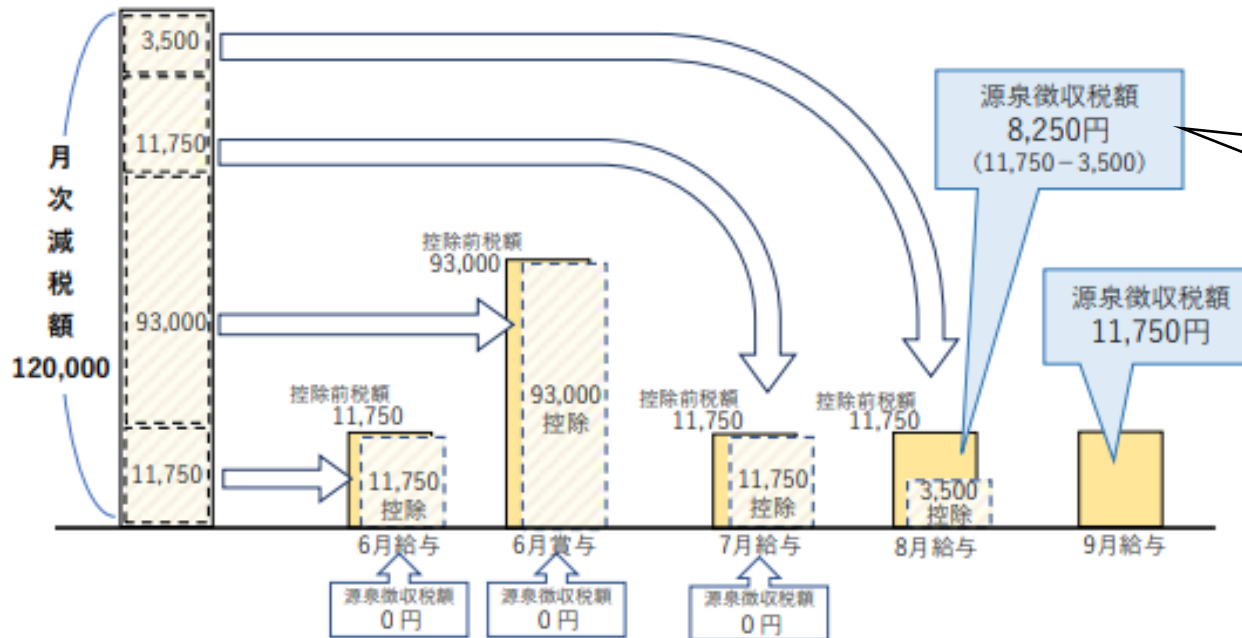 月次減税額
120,000
3,500
11,750
93,000
11,750
控除前税額
11,750
11,750
控除
6月給与
源泉徴収税額
0円
控除前税額
93,000
93,000
控除
6月賞与
源泉徴収税額
0円
控除前税額
11,750
11,750
控除
7月給与
源泉徴収税額
0円
控除前税額
11,750
3,500
控除
8月給与
源泉徴収税額
8,250円
(11,750－3,500)
源泉徴収税額
11,750円
9月給与